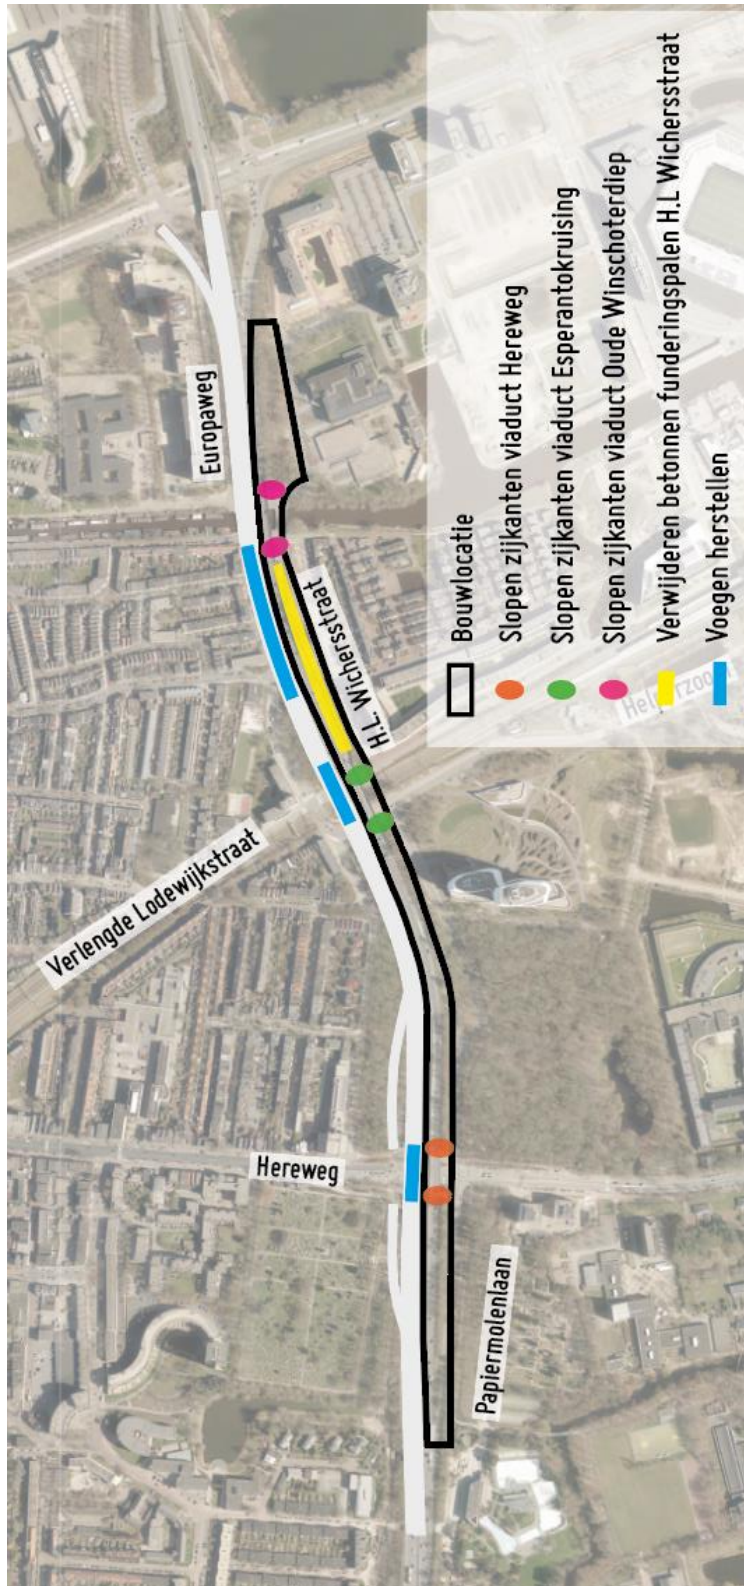 Europaweg
H.L. Wichersstraat
Verlengde Lodewijkstraat
Hereweg
Papiermolenlaan
Bouwlocatie
Slopen zijkanten viaduct Hereweg
Slopen zijkanten viaduct Esperantokruising
Slopen zijkanten viaduct Oude Winschoterdiep
Verwijderen betonnen funderingspalen H.L Wichersstraat
Voegen herstellen